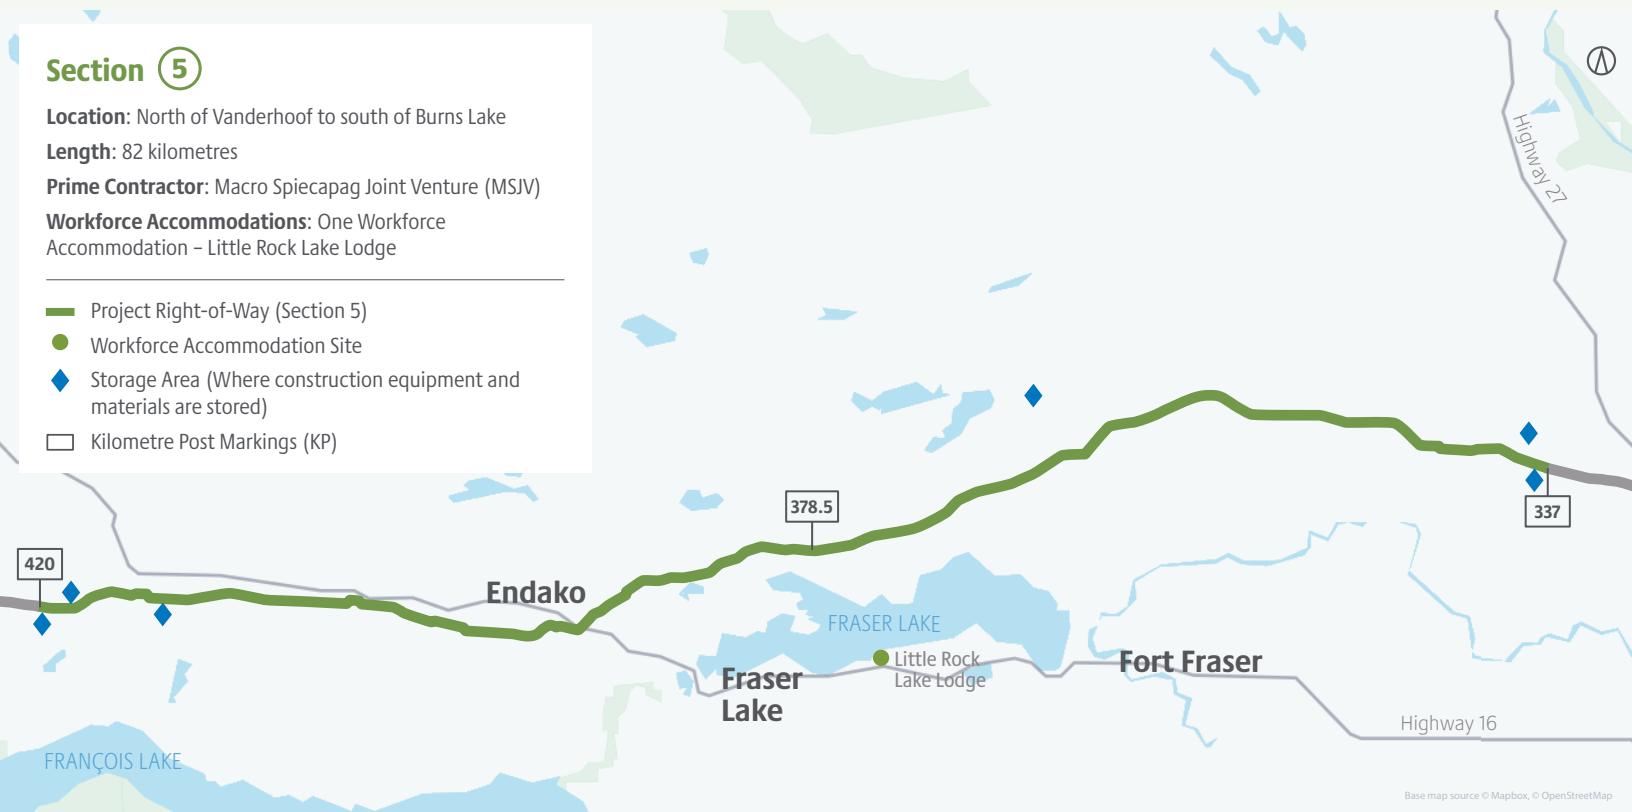 Section 5
Location: North of Vanderhoof to south of Burns Lake
Length: 82 kilometres
Prime Contractor: Macro Spiecapag Joint Venture (MSJV)
Workforce Accommodations: One Workforce
Accommodation – Little Rock Lake Lodge
Project Right-of-Way (Section 5)
Workforce Accommodation Site
Storage Area (Where construction equipment and
materials are stored)
Kilometre Post Markings (KP)
Highway 27
378.5
337
420
Endako
FRASER LAKE
Little Rock
Lake Lodge
Fort Fraser
Fraser
Lake
Highway 16
FRANÇOIS LAKE
Base map source © Mapbox, © OpenStreetMap